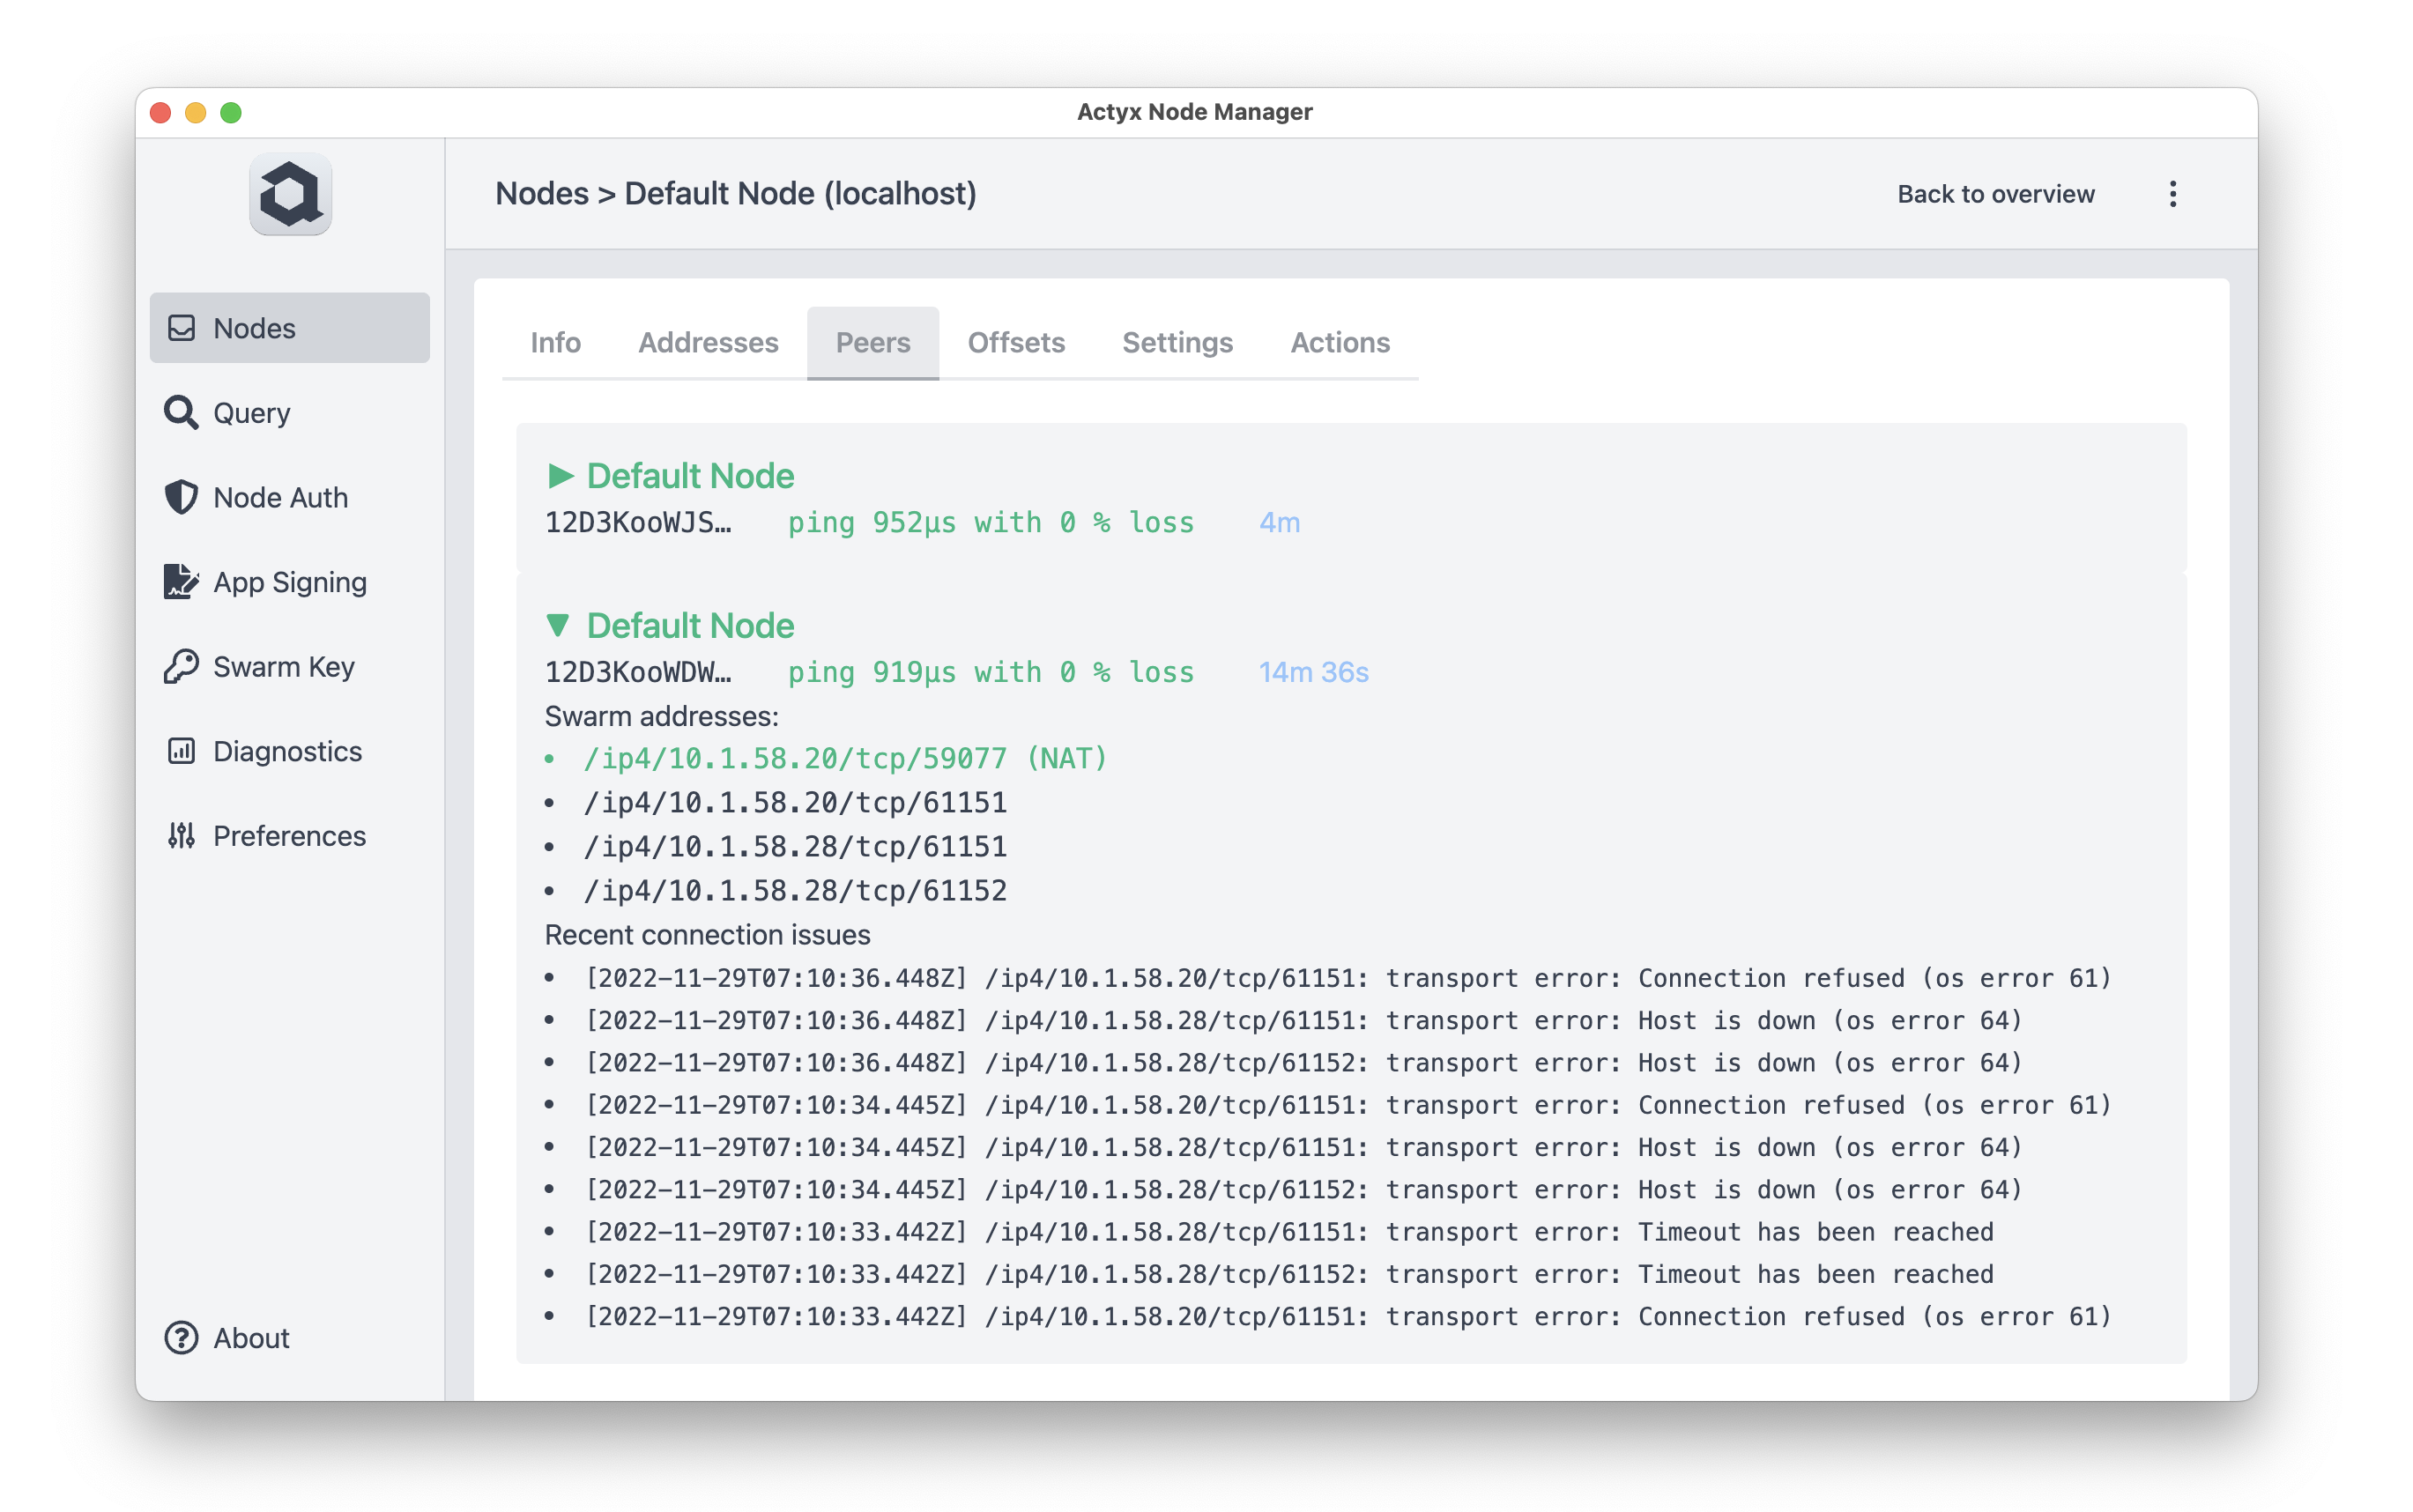 Actyx Node Manager
Nodes > Default Node (localhost)
Back to overview
Nodes
Query
Node Auth
App Signing
Swarm Key
Diagnostics
Preferences
About
Info Addresses Peers Offsets Settings Actions
Default Node
12D3KooWJS… ping 952µs with 0 % loss 4m
Default Node
12D3KooWDW… ping 919µs with 0 % loss 14m 36s
Swarm addresses:
• /ip4/10.1.58.20/tcp/59077 (NAT)
• /ip4/10.1.58.20/tcp/61151
• /ip4/10.1.58.28/tcp/61151
• /ip4/10.1.58.28/tcp/61152
Recent connection issues
• [2022-11-29T07:10:36.448Z] /ip4/10.1.58.20/tcp/61151: transport error: Connection refused (os error 61)
• [2022-11-29T07:10:36.448Z] /ip4/10.1.58.28/tcp/61151: transport error: Host is down (os error 64)
• [2022-11-29T07:10:36.448Z] /ip4/10.1.58.28/tcp/61152: transport error: Host is down (os error 64)
• [2022-11-29T07:10:34.445Z] /ip4/10.1.58.20/tcp/61151: transport error: Connection refused (os error 61)
• [2022-11-29T07:10:34.445Z] /ip4/10.1.58.28/tcp/61151: transport error: Host is down (os error 64)
• [2022-11-29T07:10:34.445Z] /ip4/10.1.58.28/tcp/61152: transport error: Host is down (os error 64)
• [2022-11-29T07:10:33.442Z] /ip4/10.1.58.28/tcp/61151: transport error: Timeout has been reached
• [2022-11-29T07:10:33.442Z] /ip4/10.1.58.28/tcp/61152: transport error: Timeout has been reached
• [2022-11-29T07:10:33.442Z] /ip4/10.1.58.20/tcp/61151: transport error: Connection refused (os error 61)